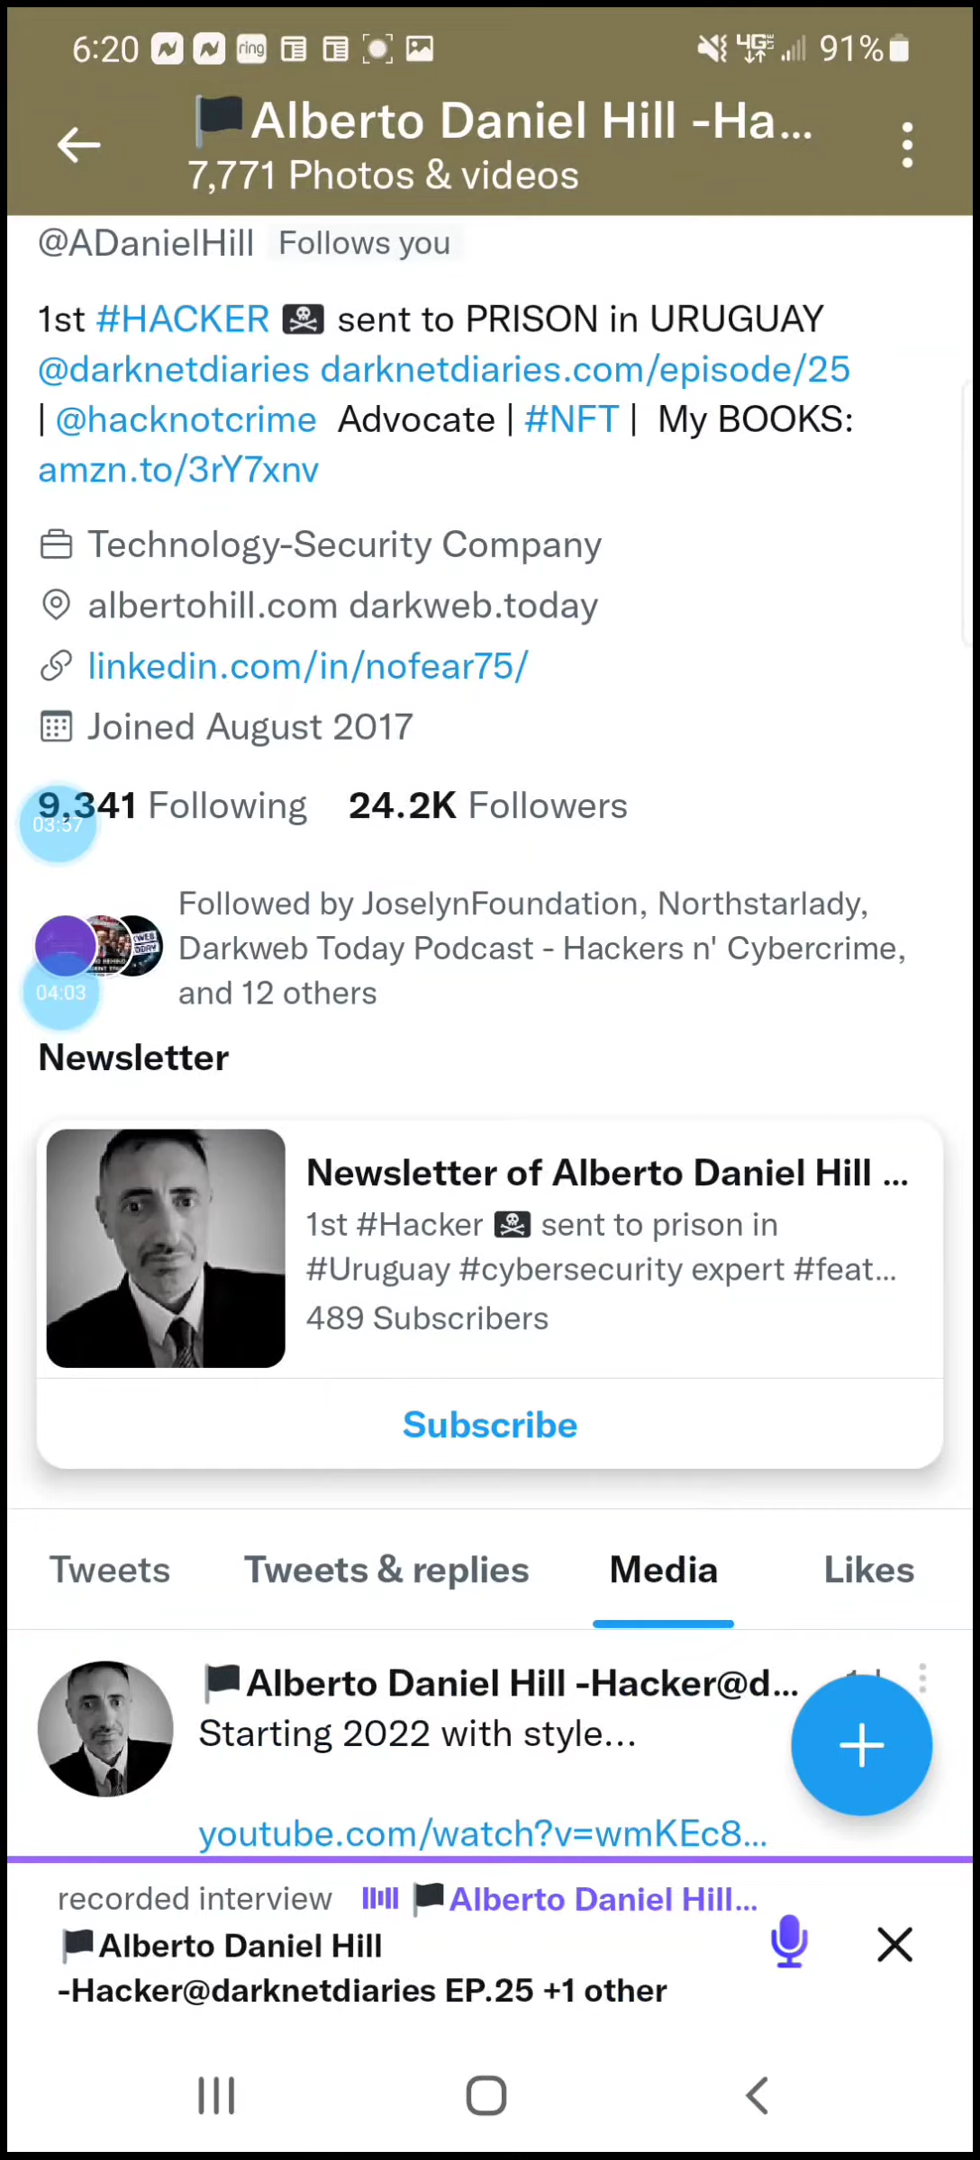 6:20 ring 4G 91%
🏴Alberto Daniel Hill -Ha...
7,771 Photos & videos
@ADanielHill Follows you
1st #HACKER ☠ sent to PRISON in URUGUAY
@darknetdiaries darknetdiaries.com/episode/25
| @hacknotcrime Advocate | #NFT | My BOOKS:
amzn.to/3rY7xnv
Technology-Security Company
albertohill.com darkweb.today
linkedin.com/in/nofear75/
Joined August 2017
9,341 Following 24.2K Followers
03:57
Followed by JoselynFoundation, Northstarlady,
Darkweb Today Podcast - Hackers n' Cybercrime,
and 12 others
04:03
Newsletter
Newsletter of Alberto Daniel Hill ...
1st #Hacker ☠ sent to prison in
#Uruguay #cybersecurity expert #feat...
489 Subscribers
Subscribe
Tweets Tweets & replies Media Likes
🏴Alberto Daniel Hill -Hacker@d...
Starting 2022 with style...
youtube.com/watch?v=wmKEc8...
recorded interview 🏴Alberto Daniel Hill...
🏴Alberto Daniel Hill
-Hacker@darknetdiaries EP.25 +1 other